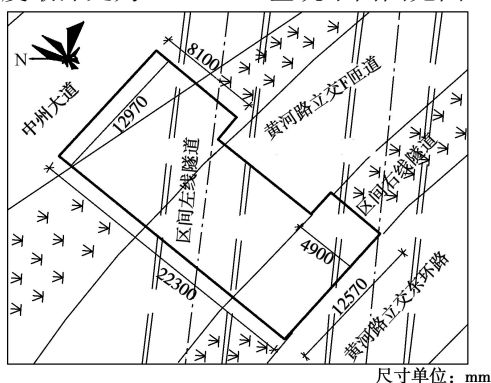 N
8100
中州大道
12970
黄河路立交F匝道
区间左线隧道
区间右线隧道
4900
22300
12570
黄河路立交东环路
尺寸单位：mm